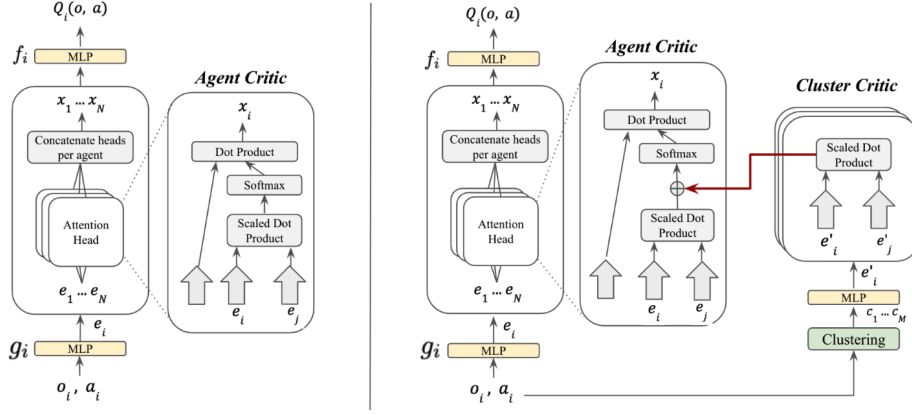 Q_i(o, a)
f_i MLP
Agent Critic
x_1 ... x_N
x_i
Concatenate heads
per agent
Dot Product
Softmax
Attention
Head
Scaled Dot
Product
e_1 ... e_N
e_i
e_j
e_i
g_i MLP
o_i , a_i
Q_i(o, a)
f_i MLP
Agent Critic
x_1 ... x_N
x_i
Concatenate heads
per agent
Dot Product
Softmax
Attention
Head
Scaled Dot
Product
e_1 ... e_N
e_i
e_j
e_i
g_i MLP
o_i , a_i
Cluster Critic
Scaled Dot
Product
e'_i
e'_j
e'_i
MLP
c_1 ... c_M
Clustering